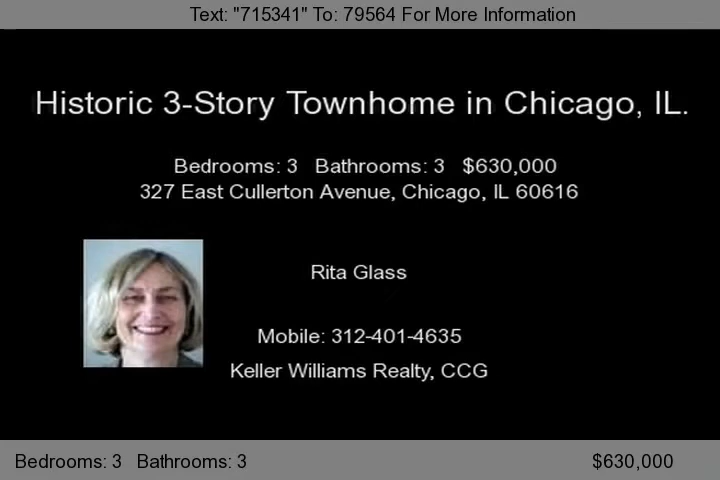 Text: "715341" To: 79564 For More Information
Historic 3-Story Townhome in Chicago, IL.
Bedrooms: 3 Bathrooms: 3 $630,000
327 East Cullerton Avenue, Chicago, IL 60616
Rita Glass
Mobile: 312-401-4635
Keller Williams Realty, CCG
Bedrooms: 3 Bathrooms: 3 $630,000